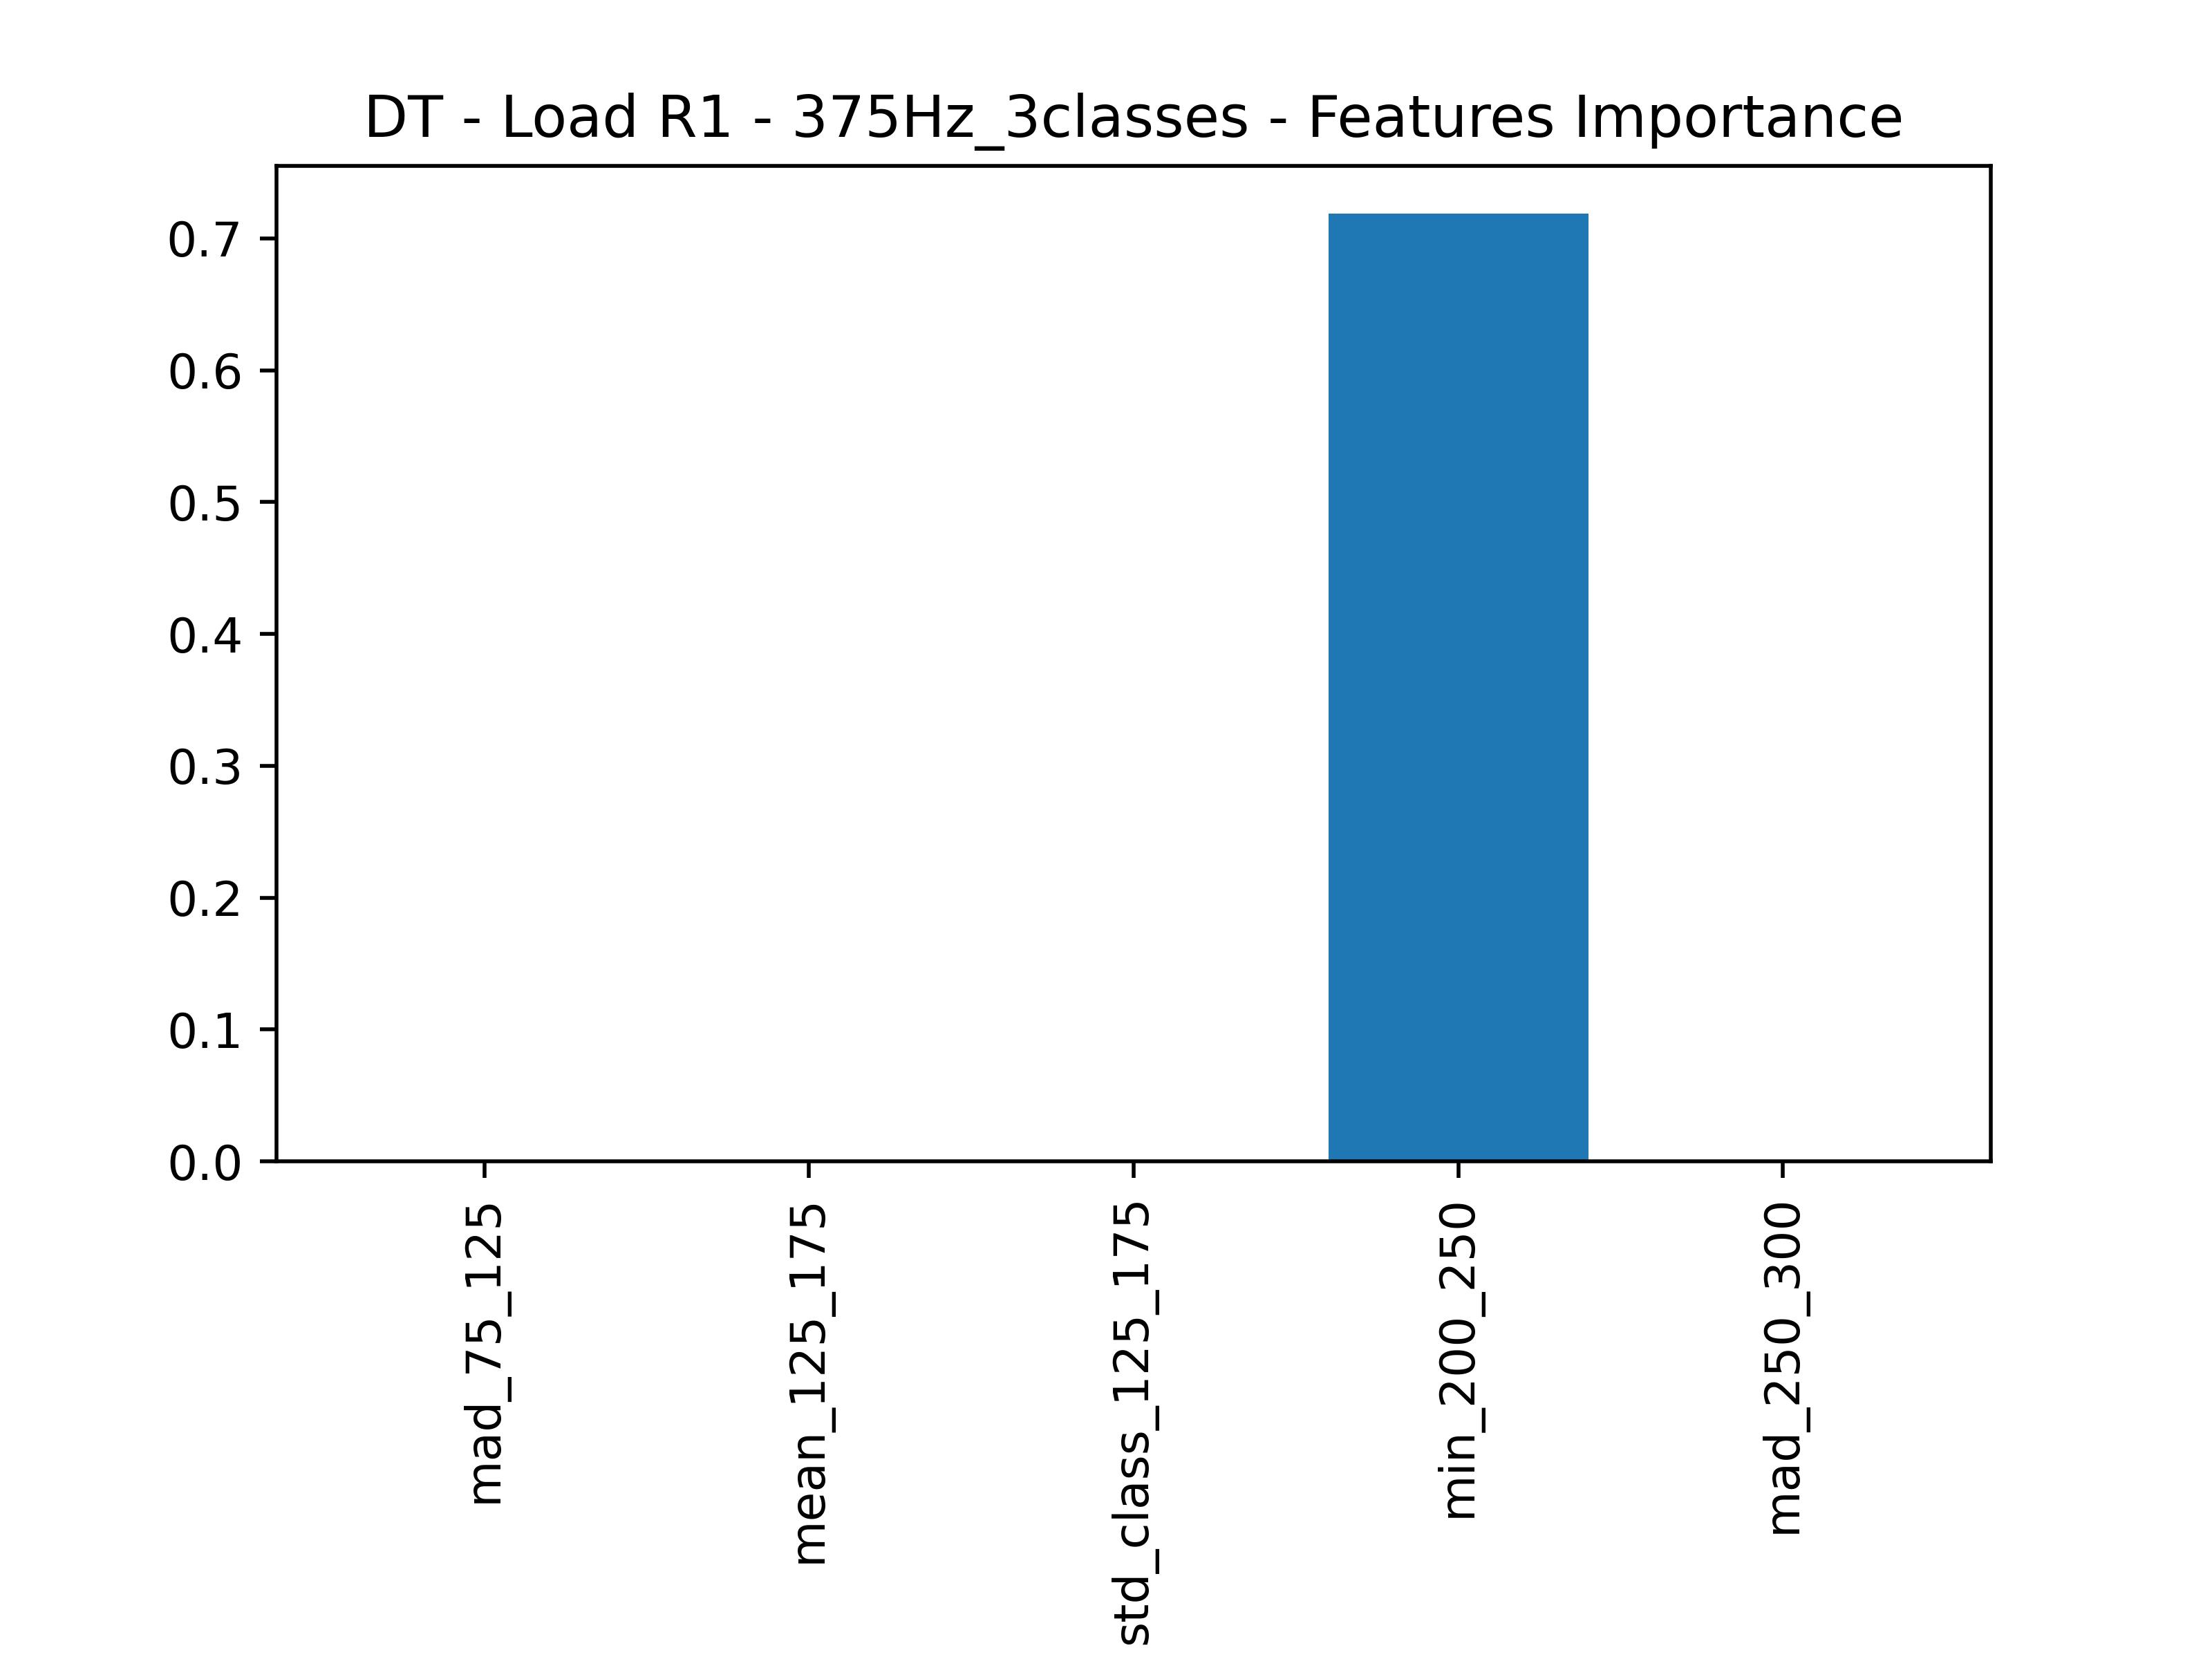 DT - Load R1 - 375Hz_3classes - Features Importance
0.7
0.6
0.5
0.4
0.3
0.2
0.1
0.0
mad_75_125
mean_125_175
std_class_125_175
min_200_250
mad_250_300